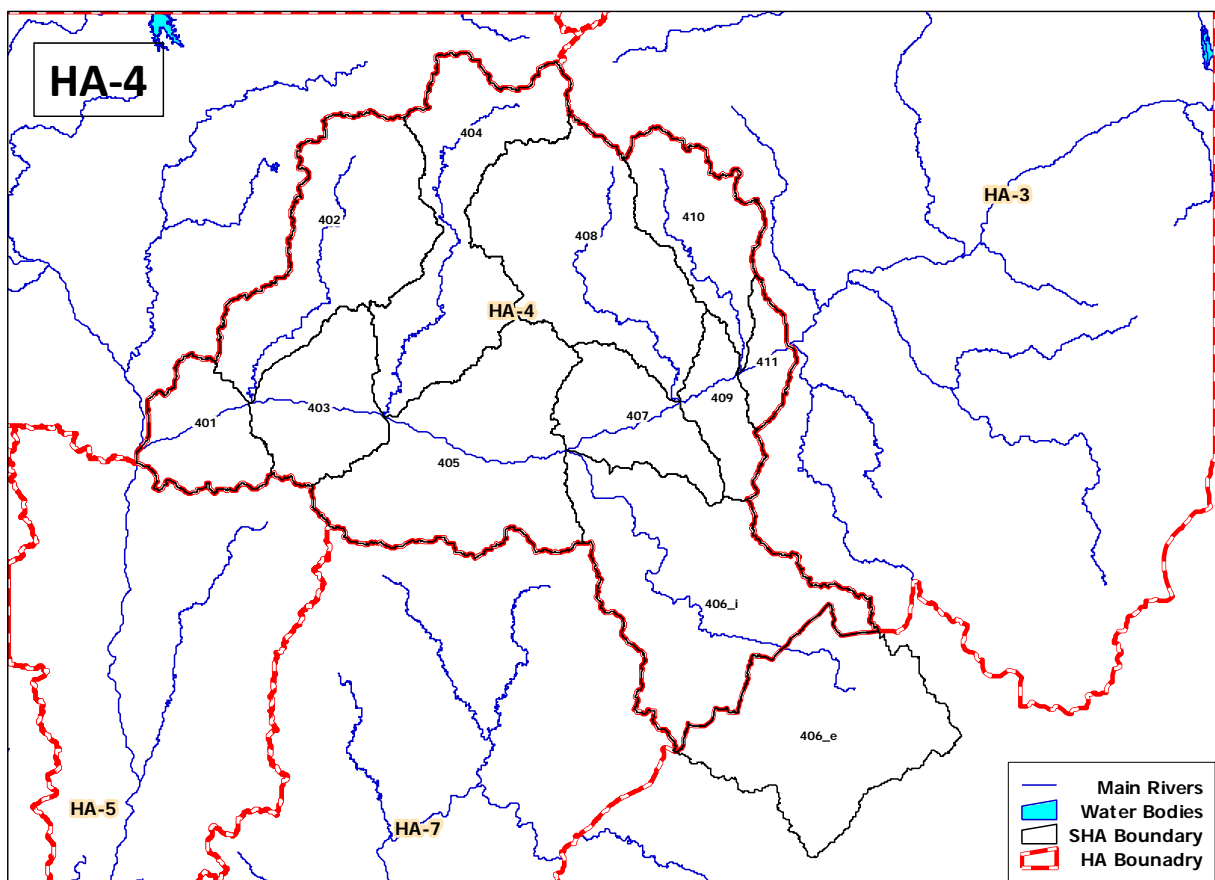 HA-4
404
HA-3
402
410
408
HA-4
411
409
403
407
401
405
406_i
406_e
HA-5
HA-7
Main Rivers
Water Bodies
SHA Boundary
HA Bounadry